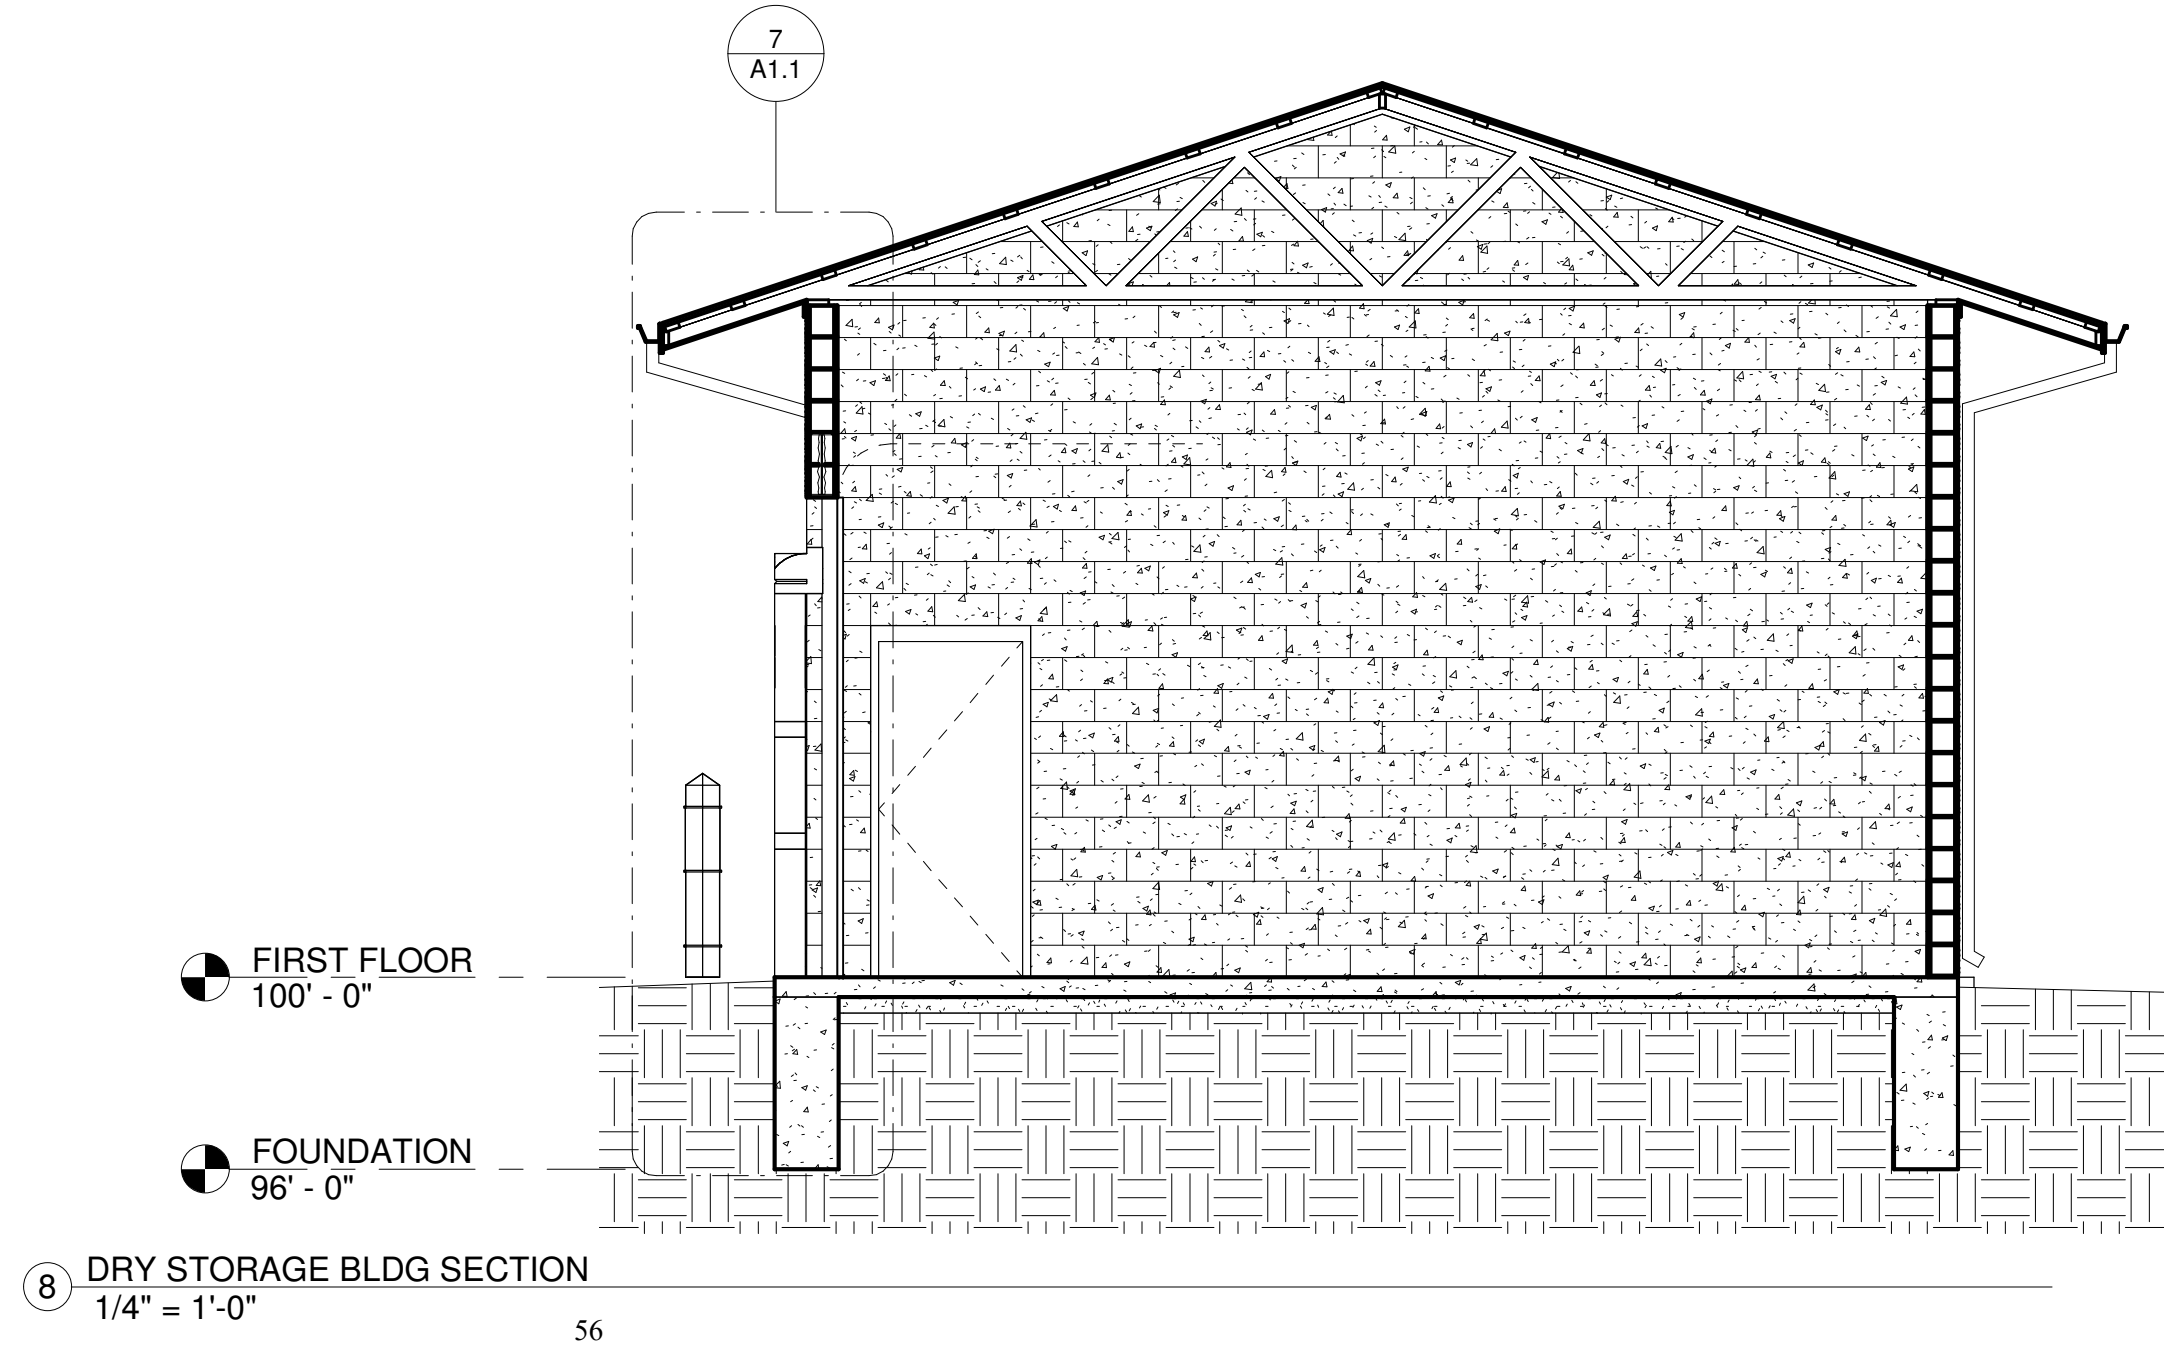 7
A1.1
FIRST FLOOR
100' - 0"
FOUNDATION
96' - 0"
8
DRY STORAGE BLDG SECTION
1/4" = 1'-0"
56